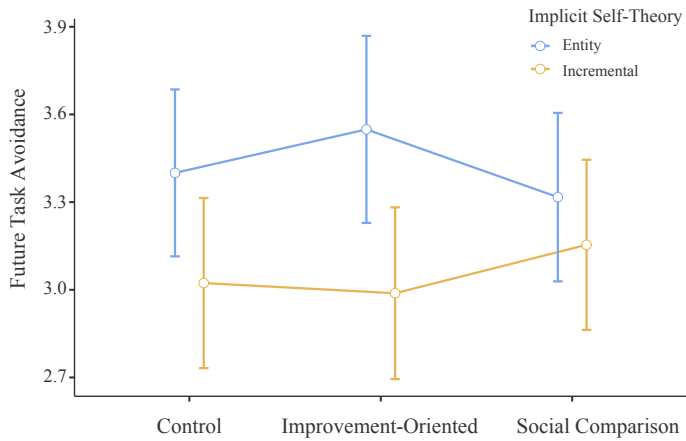 Implicit Self-Theory
Entity
Incremental
Future Task Avoidance
3.9
3.6
3.3
3.0
2.7
Control
Improvement-Oriented
Social Comparison